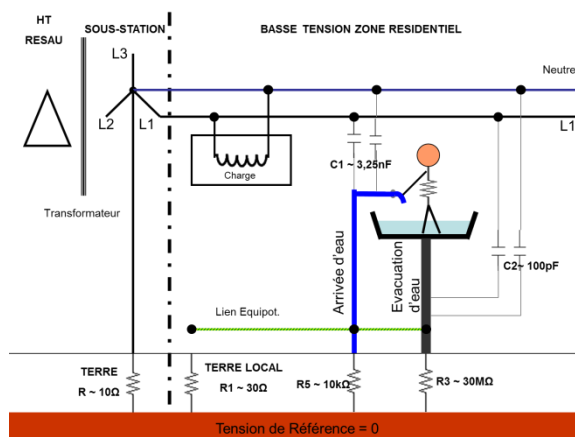 HT
RESAU
SOUS-STATION
BASSE TENSION ZONE RESIDENTIEL
L3
Neutre
L2
L1
L1
C1 ~ 3,25nF
Charge
Transformateur
Arrivée d'eau
Evacuation
d'eau
C2~ 100pF
Lien Equipot.
TERRE
R ~ 10Ω
TERRE LOCAL
R1 ~ 30Ω
R5 ~ 10kΩ
R3 ~ 30MΩ
Tension de Référence = 0